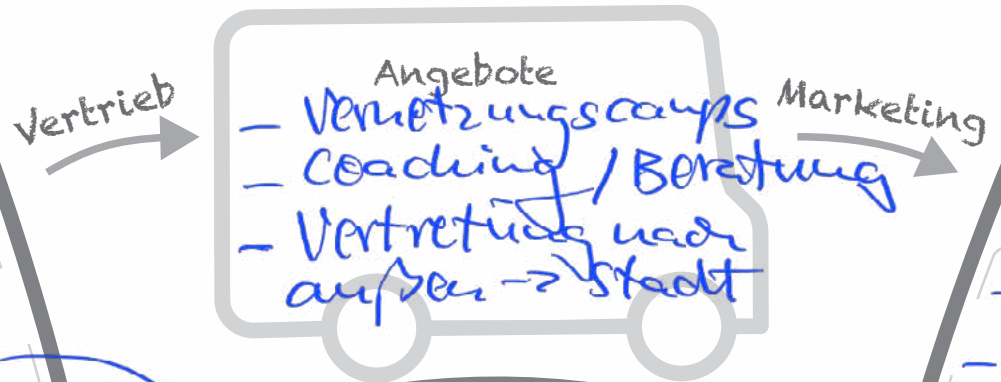 Vertrieb
Angebote
Marketing
- Vernetzungscamps
- Coaching / Beratung
- Vertretung nach
außen -> Stadt